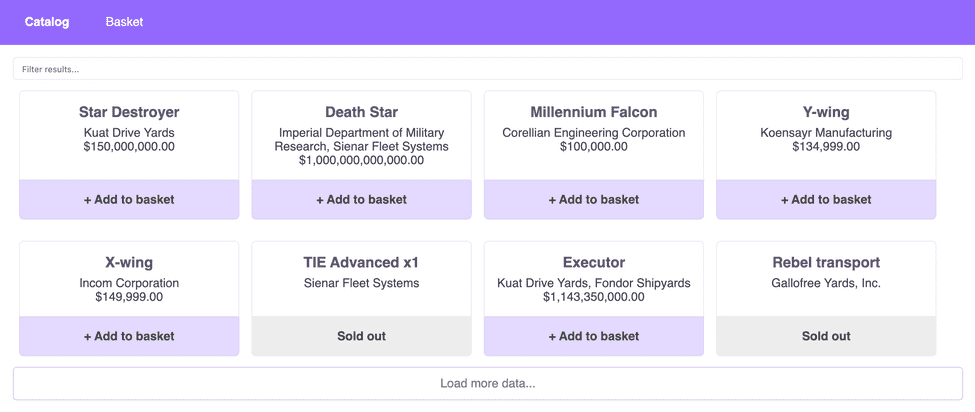 Catalog Basket
Filter results...
Star Destroyer
Kuat Drive Yards
$150,000,000.00
+ Add to basket
Death Star
Imperial Department of Military
Research, Sienar Fleet Systems
$1,000,000,000,000.00
+ Add to basket
Millennium Falcon
Corellian Engineering Corporation
$100,000.00
+ Add to basket
Y-wing
Koensayr Manufacturing
$134,999.00
+ Add to basket
X-wing
Incom Corporation
$149,999.00
+ Add to basket
TIE Advanced x1
Sienar Fleet Systems
Sold out
Executor
Kuat Drive Yards, Fondor Shipyards
$1,143,350,000.00
+ Add to basket
Rebel transport
Gallofree Yards, Inc.
Sold out
Load more data...